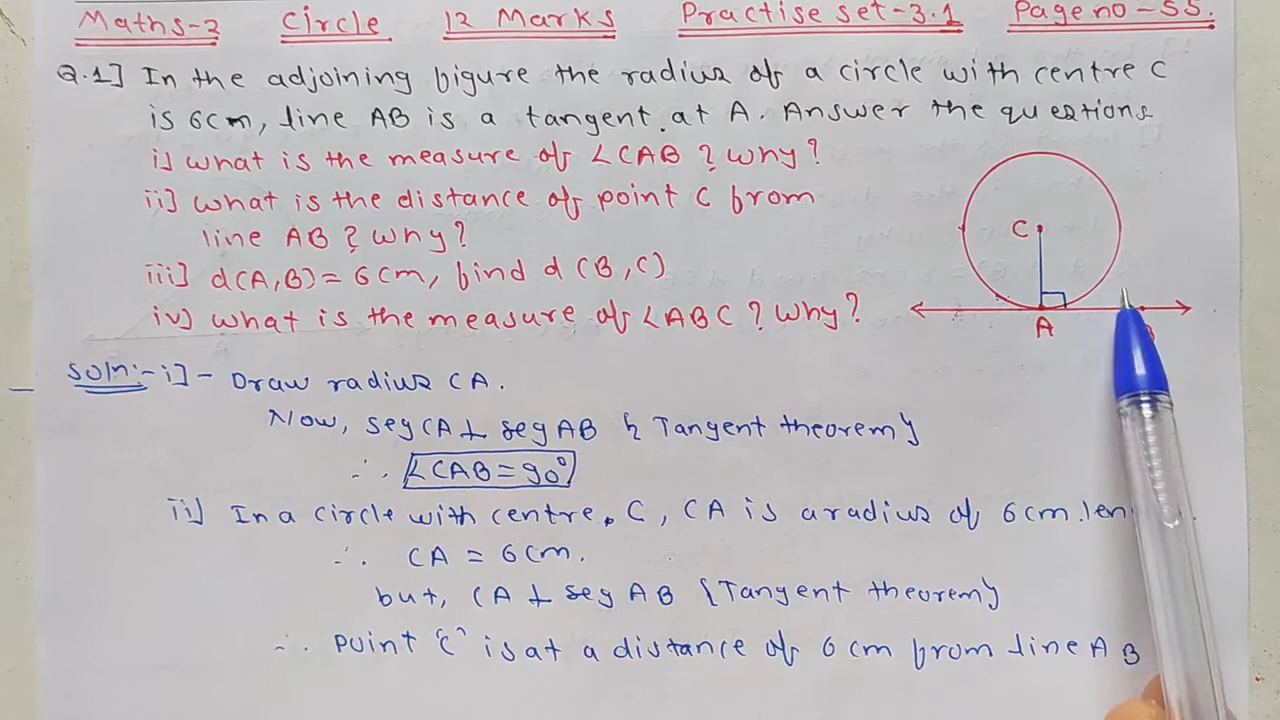 Maths-2 Circle 12 Marks Practise set-3.1 Page no-55.
Q.1] In the adjoining figure the radius of a circle with centre C
is 6cm, line AB is a tangent at A. Answer the questions
i] what is the measure of ∠CAB ? why?
ii] what is the distance of point C from
line AB ? why?
iii] d(A,B)= 6cm, find d (B,C)
iv] what is the measure of ∠ABC ? why?
C
A
Soln:- i] - Draw radius CA.
Now, seg CA ⊥ seg AB { Tangent theorem}
∴ ∠CAB = 90°
ii] In a circle with centre C, CA is a radius of 6cm
∴ CA = 6cm.
but, CA ⊥ seg AB {Tangent theorem}
∴ Point 'C' is at a distance of 6cm from line AB